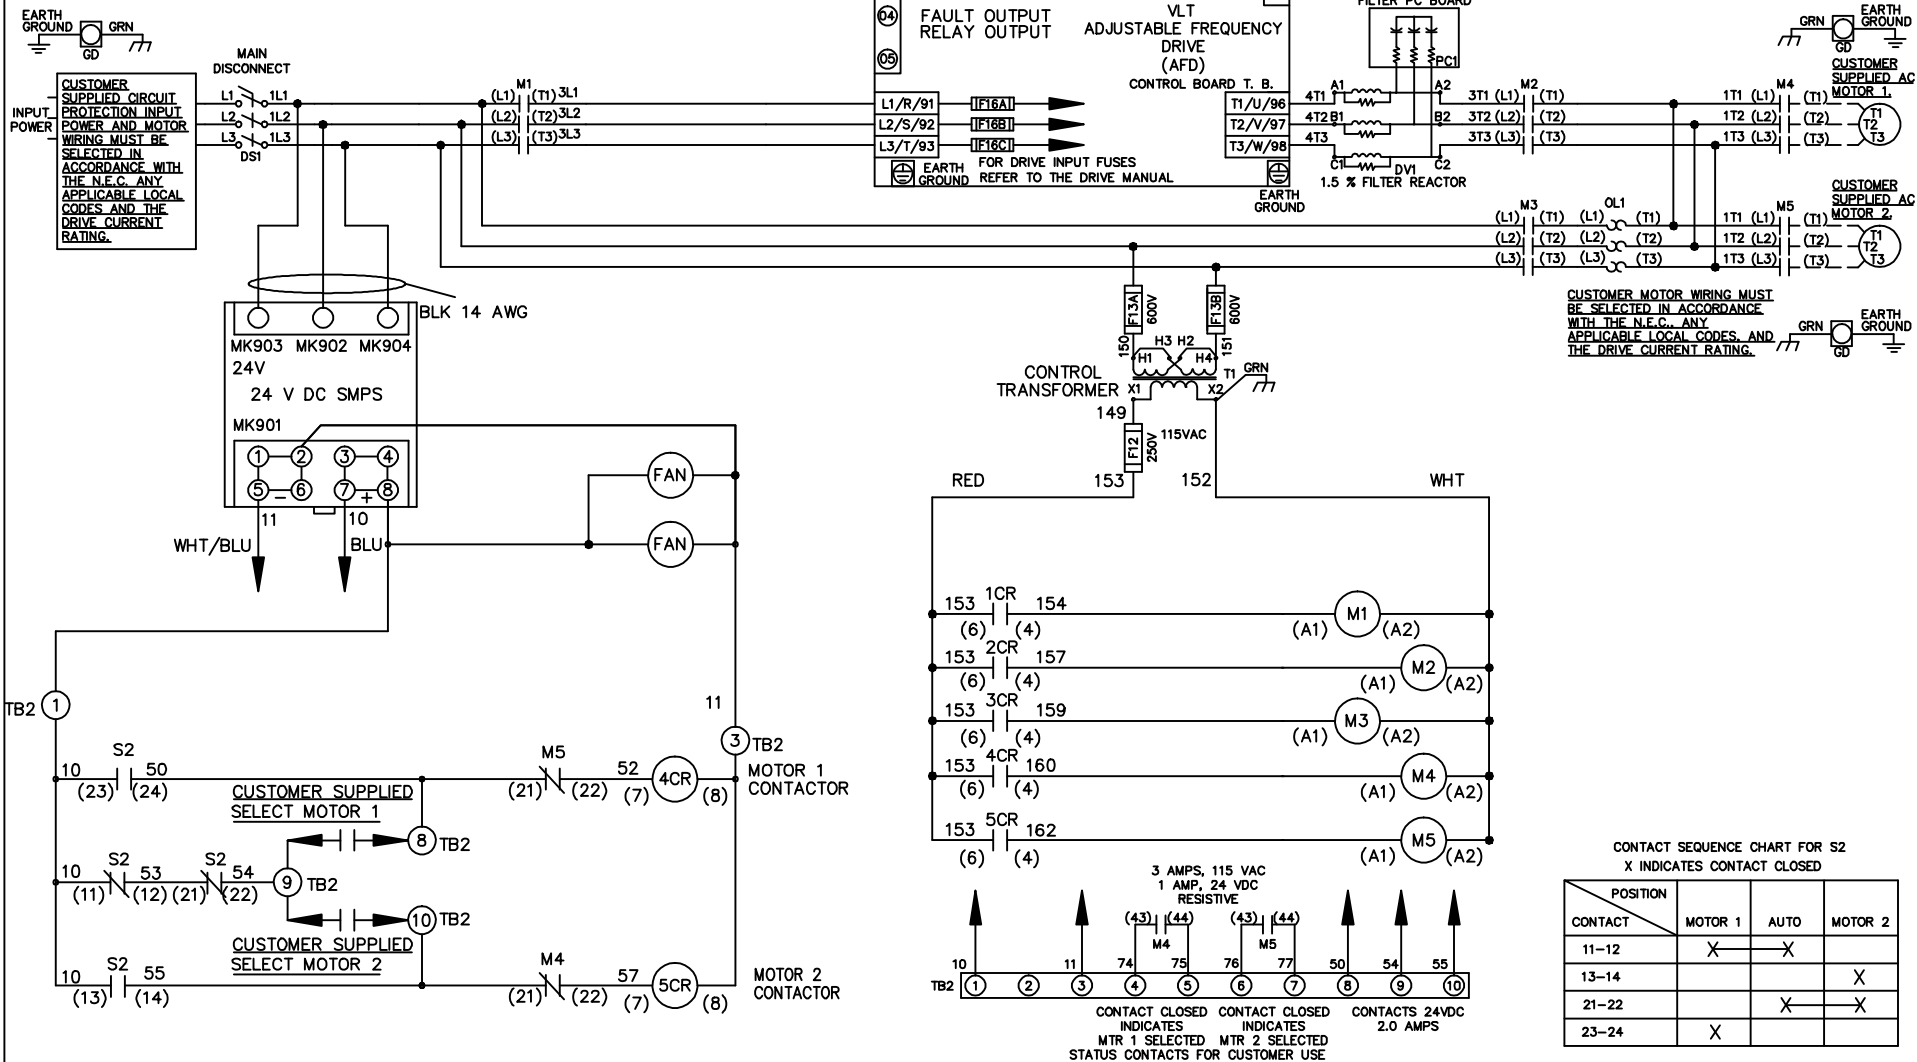 EARTH
GROUND
GRN
GD
CUSTOMER
SUPPLIED CIRCUIT
PROTECTION INPUT
POWER AND MOTOR
WIRING MUST BE
SELECTED IN
ACCORDANCE WITH
THE N.E.C. ANY
APPLICABLE LOCAL
CODES AND THE
DRIVE CURRENT
RATING.
INPUT
POWER
MAIN
DISCONNECT
L1 1L1
L2 1L2
L3 1L3
DS1
M1
(L1) (T1) 3L1
(L2) (T2) 3L2
(L3) (T3) 3L3
04
05
FAULT OUTPUT
RELAY OUTPUT
VLT
ADJUSTABLE FREQUENCY
DRIVE
(AFD)
CONTROL BOARD T. B.
L1/R/91 F16A
L2/S/92 F16B
L3/T/93 F16C
T1/U/96
T2/V/97
T3/W/98
EARTH
GROUND
FOR DRIVE INPUT FUSES
REFER TO THE DRIVE MANUAL
EARTH
GROUND
FILTER PC BOARD
PC1
4T1 A1 A2
4T2 B1 B2
4T3 C1 C2
DV1
1.5 % FILTER REACTOR
M2
3T1 (L1) (T1)
3T2 (L2) (T2)
3T3 (L3) (T3)
M4
1T1 (L1) (T1)
1T2 (L2) (T2)
1T3 (L3) (T3)
GRN
GD
EARTH
GROUND
CUSTOMER
SUPPLIED AC
MOTOR 1.
T1
T2
T3
M3
(L1) (T1)
(L2) (T2)
(L3) (T3)
OL1
(L1) (T1)
(L2) (T2)
(L3) (T3)
M5
1T1 (L1) (T1)
1T2 (L2) (T2)
1T3 (L3) (T3)
CUSTOMER
SUPPLIED AC
MOTOR 2.
T1
T2
T3
CUSTOMER MOTOR WIRING MUST
BE SELECTED IN ACCORDANCE
WITH THE N.E.C., ANY
APPLICABLE LOCAL CODES, AND
THE DRIVE CURRENT RATING.
GRN
GD
EARTH
GROUND
BLK 14 AWG
MK903 MK902 MK904
24V
24 V DC SMPS
MK901
1 2 3 4
5 - 6 7 + 8
11 10
WHT/BLU BLU
FAN
FAN
F13A 600V
F13B 600V
150 151
H1 H3 H2 H4
CONTROL
TRANSFORMER
X1 X2 T1
GRN
149
F12 250V
115VAC
153 152
RED WHT
153 1CR 154 M1
(6) (4) (A1) (A2)
153 2CR 157 M2
(6) (4) (A1) (A2)
153 3CR 159 M3
(6) (4) (A1) (A2)
153 4CR 160 M4
(6) (4) (A1) (A2)
153 5CR 162 M5
(6) (4) (A1) (A2)
TB2 1
11
3 TB2
10 S2 50
(23) (24)
M5 52 4CR
(21) (22) (7) (8)
MOTOR 1
CONTACTOR
CUSTOMER SUPPLIED
SELECT MOTOR 1
8 TB2
10 S2 53 S2 54 9 TB2
(11) (12) (21) (22)
10 TB2
CUSTOMER SUPPLIED
SELECT MOTOR 2
10 S2 55
(13) (14)
M4 57 5CR
(21) (22) (7) (8)
MOTOR 2
CONTACTOR
3 AMPS, 115 VAC
1 AMP, 24 VDC
RESISTIVE
(43) (44) (43) (44)
M4 M5
10 11 74 75 76 77 50 54 55
TB2 1 2 3 4 5 6 7 8 9 10
CONTACT CLOSED
INDICATES
MTR 1 SELECTED
CONTACT CLOSED
INDICATES
MTR 2 SELECTED
STATUS CONTACTS FOR CUSTOMER USE
CONTACTS 24VDC
2.0 AMPS
CONTACT SEQUENCE CHART FOR S2
X INDICATES CONTACT CLOSED
POSITION
CONTACT MOTOR 1 AUTO MOTOR 2
11-12 X X
13-14 X
21-22 X X
23-24 X